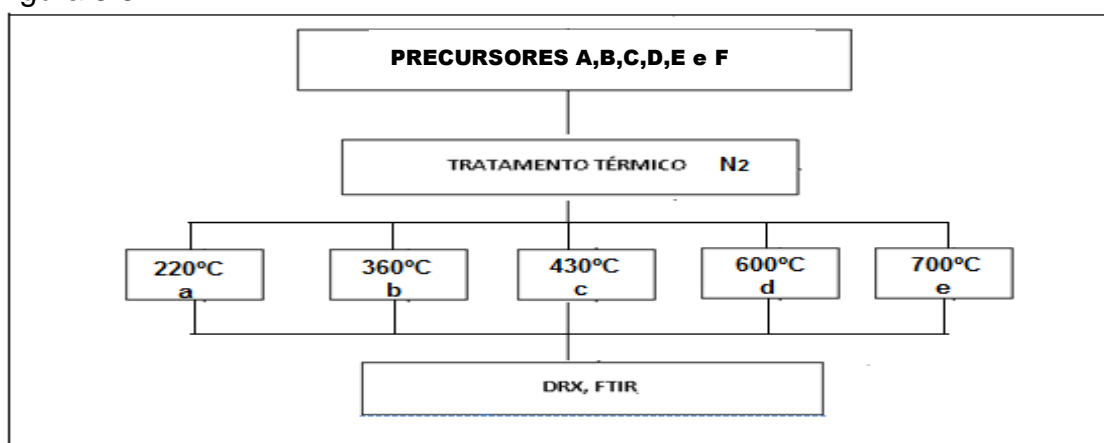 PRECURSORES A,B,C,D,E e F
TRATAMENTO TÉRMICO N2
220ºC 360ºC 430ºC 600ºC 700ºC
a b c d e
DRX, FTIR